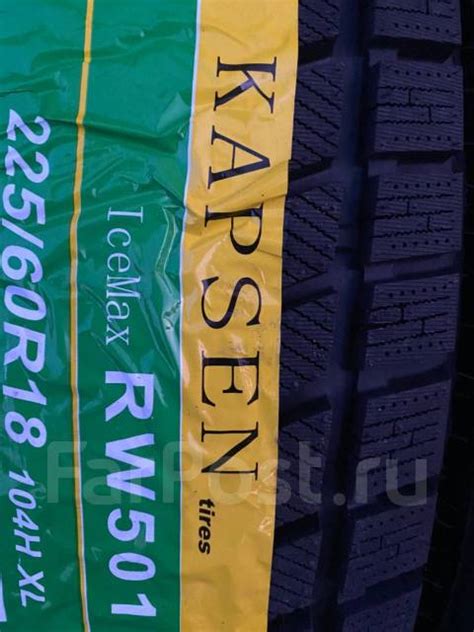 KAPSEN tires
IceMax RW501
225/60R18 104H XL
FarPost.ru